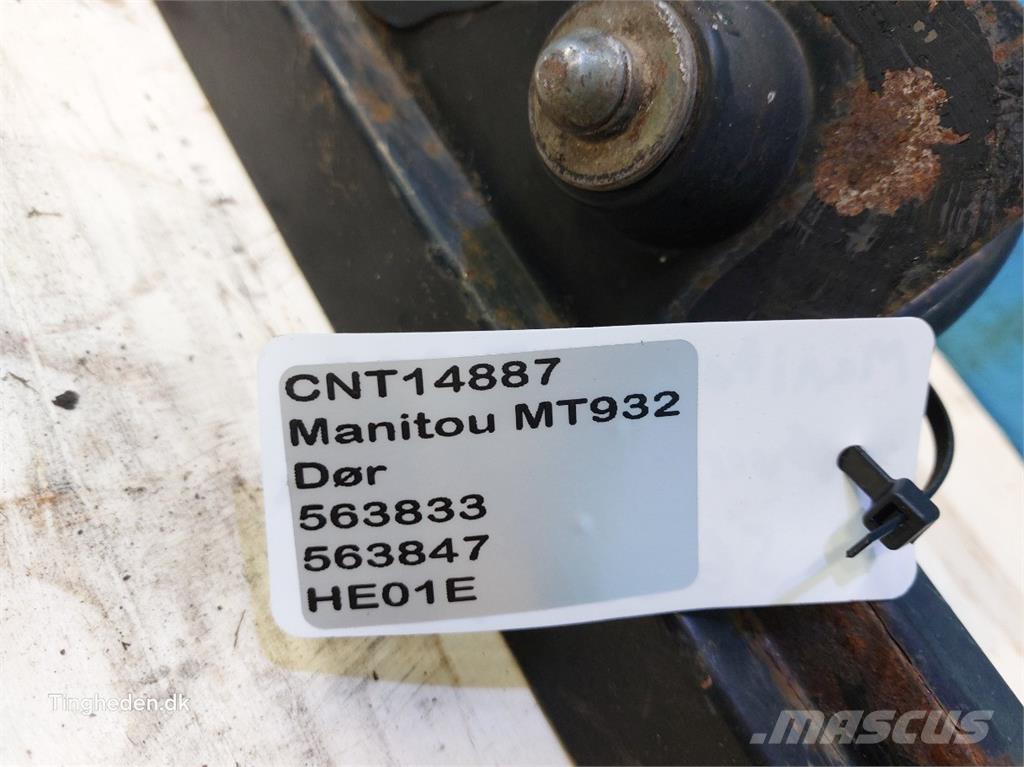 CNT14887
Manitou MT932
Dør
563833
563847
HE01E
Tingheden.dk
MASCUS